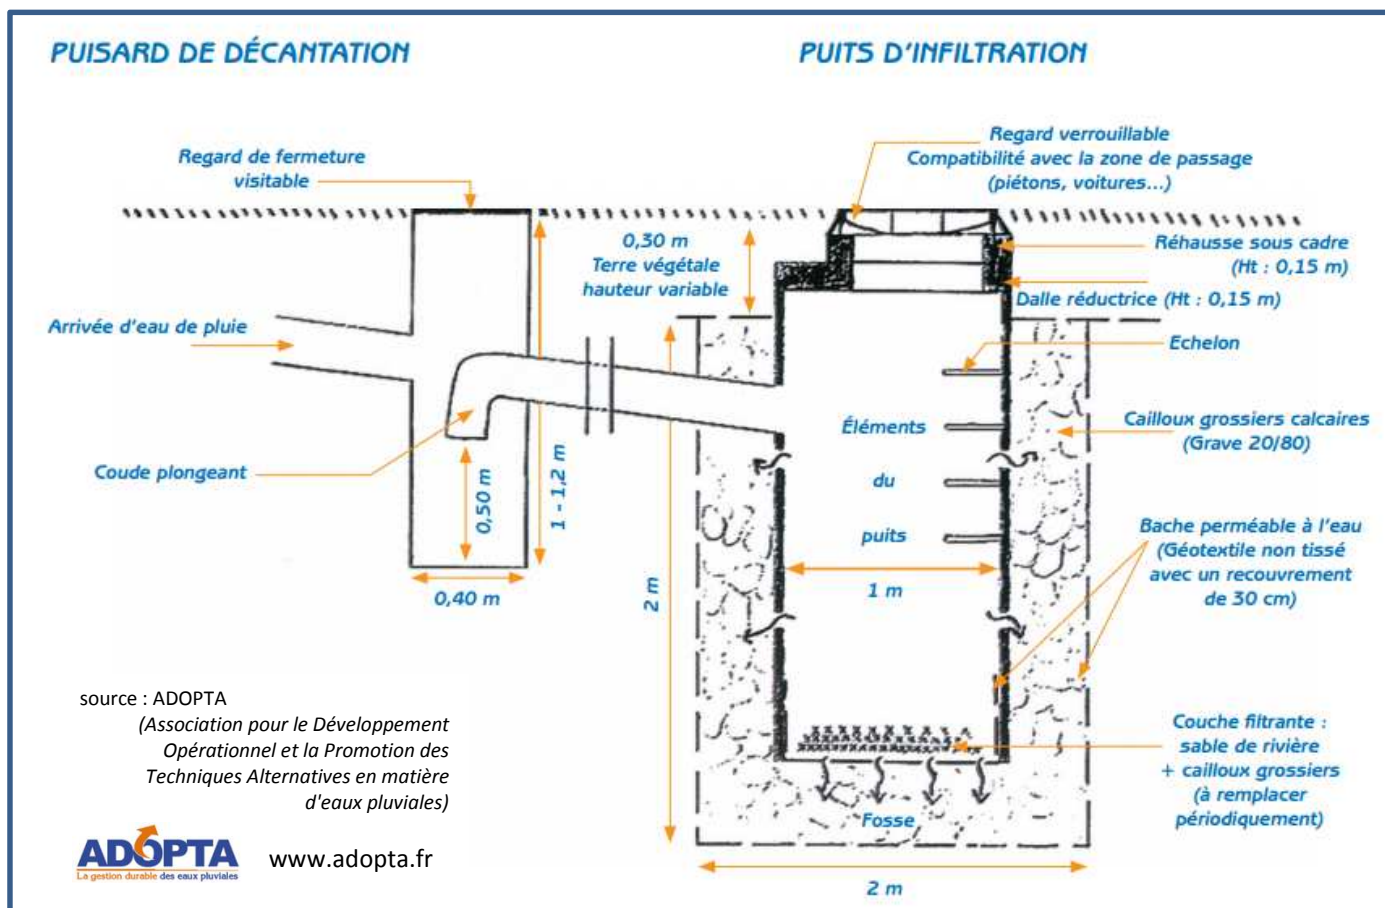 PUISARD DE DÉCANTATION
PUITS D'INFILTRATION
Regard de fermeture
visitable
Regard verrouillable
Compatibilité avec la zone de passage
(piétons, voitures...)
0,30 m
Terre végétale
hauteur variable
Réhausse sous cadre
(Ht : 0,15 m)
Dalle réductrice (Ht : 0,15 m)
Arrivée d'eau de pluie
Echelon
Cailloux grossiers calcaires
(Grave 20/80)
Éléments
du
puits
Coude plongeant
0,50 m
1 - 1,2 m
0,40 m
2 m
1 m
Bache perméable à l'eau
(Géotextile non tissé
avec un recouvrement
de 30 cm)
Couche filtrante :
sable de rivière
+ cailloux grossiers
(à remplacer
périodiquement)
Fosse
2 m
source : ADOPTA
(Association pour le Développement
Opérationnel et la Promotion des
Techniques Alternatives en matière
d'eaux pluviales)
ADOPTA
La gestion durable des eaux pluviales
www.adopta.fr